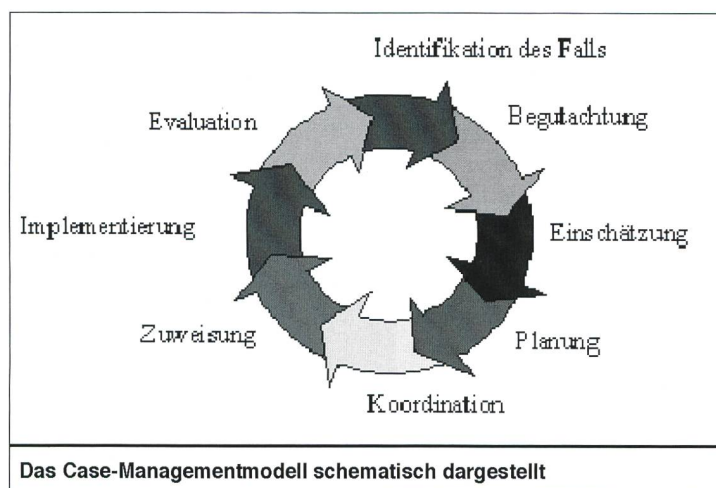 Identifikation des Falls
Begutachtung
Einschätzung
Planung
Koordination
Zuweisung
Implementierung
Evaluation
Das Case-Managementmodell schematisch dargestellt